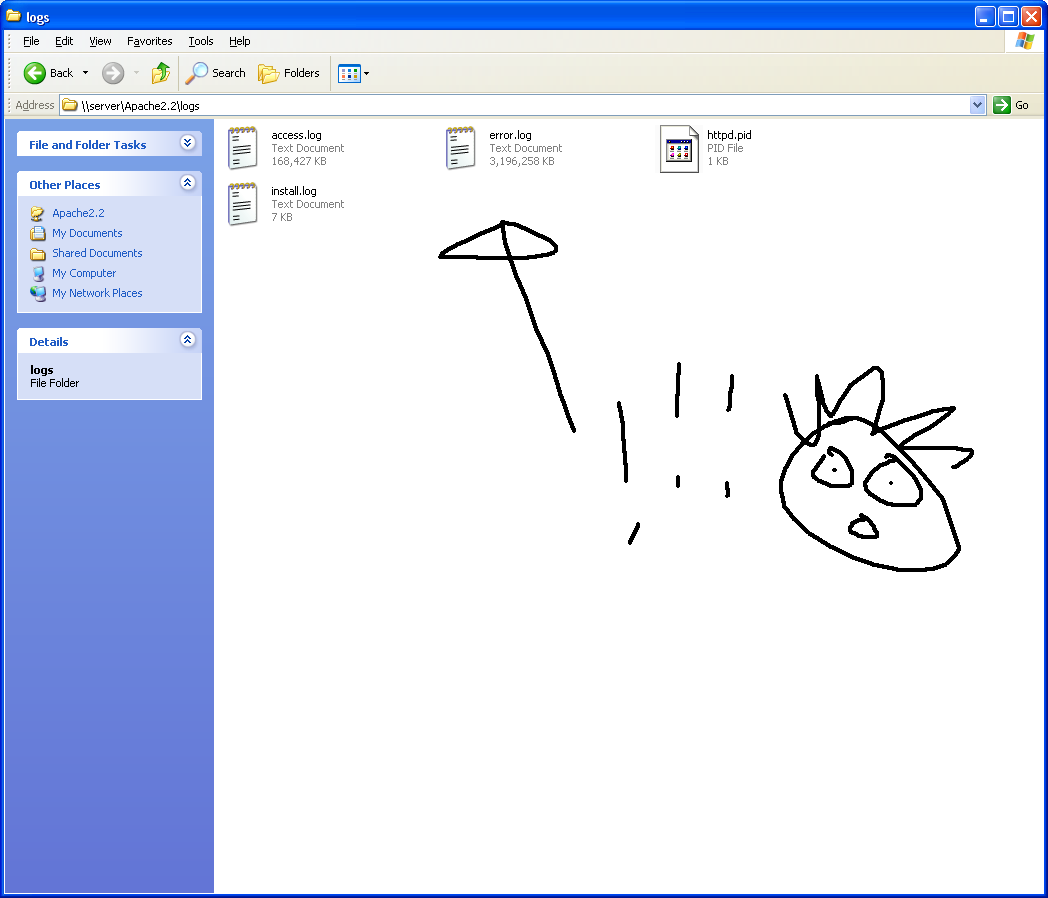 logs
File Edit View Favorites Tools Help
Back Search Folders
Address \\server\Apache2.2\logs Go
File and Folder Tasks
Other Places
Apache2.2
My Documents
Shared Documents
My Computer
My Network Places
Details
logs
File Folder
access.log
Text Document
168,427 KB
error.log
Text Document
3,196,258 KB
httpd.pid
PID File
1 KB
install.log
Text Document
7 KB
! ! !